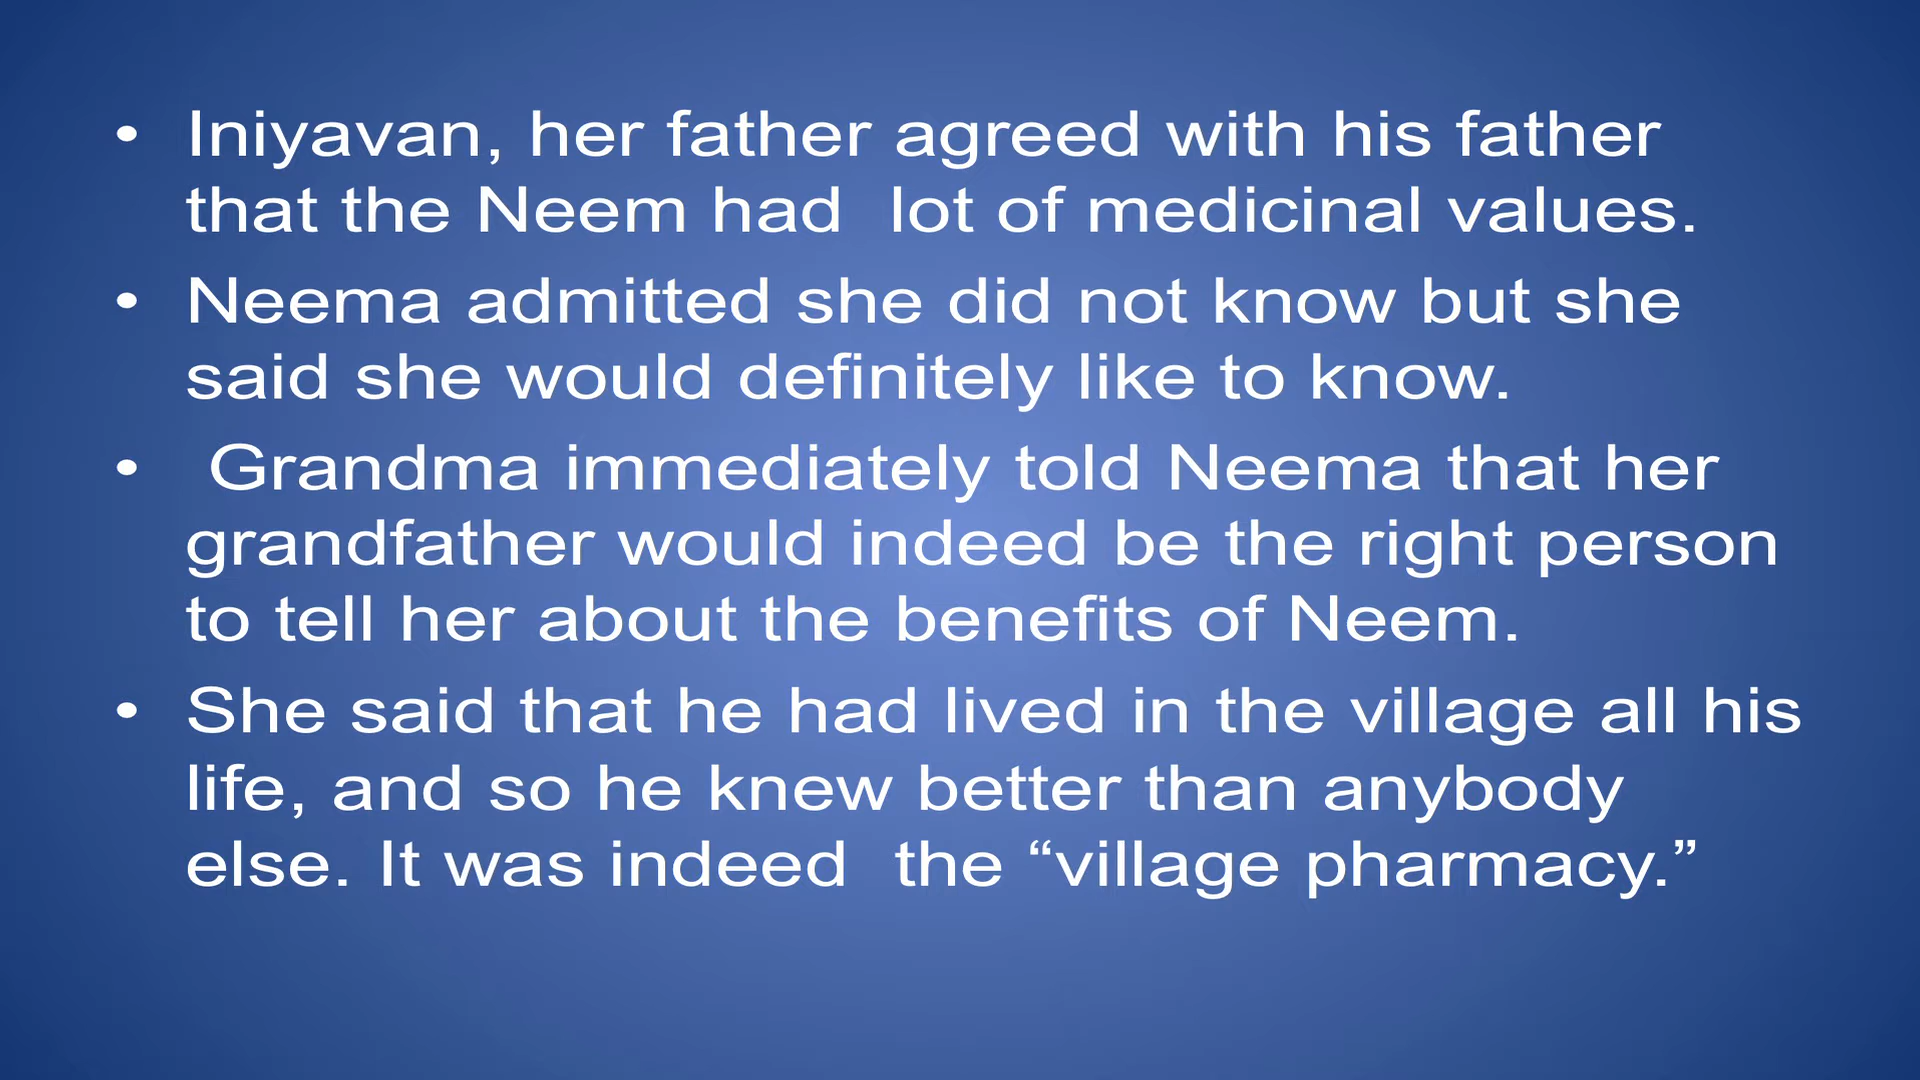 • Iniyavan, her father agreed with his father
that the Neem had  lot of medicinal values.
• Neema admitted she did not know but she
said she would definitely like to know.
•  Grandma immediately told Neema that her
grandfather would indeed be the right person
to tell her about the benefits of Neem.
• She said that he had lived in the village all his
life, and so he knew better than anybody
else. It was indeed  the “village pharmacy.”